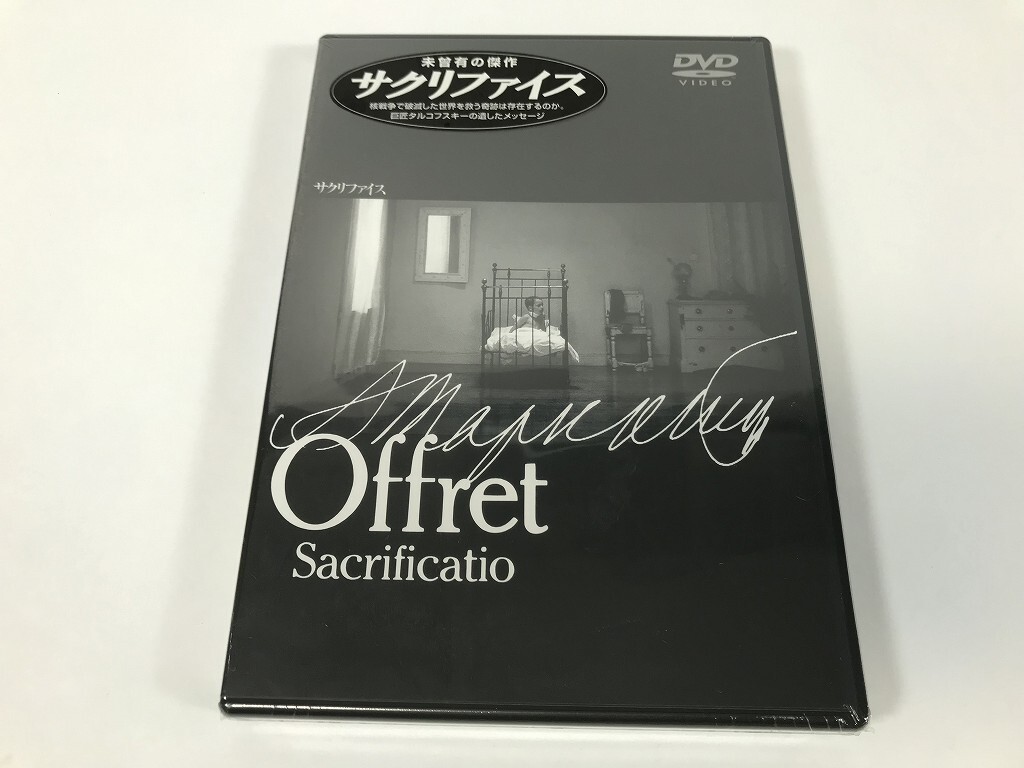 未曾有の傑作
サクリファイス
核戦争で破滅した世界を救う奇跡は存在するのか。
巨匠タルコフスキーの遺したメッセージ
DVD
VIDEO
サクリファイス
Offret
Sacrificatio